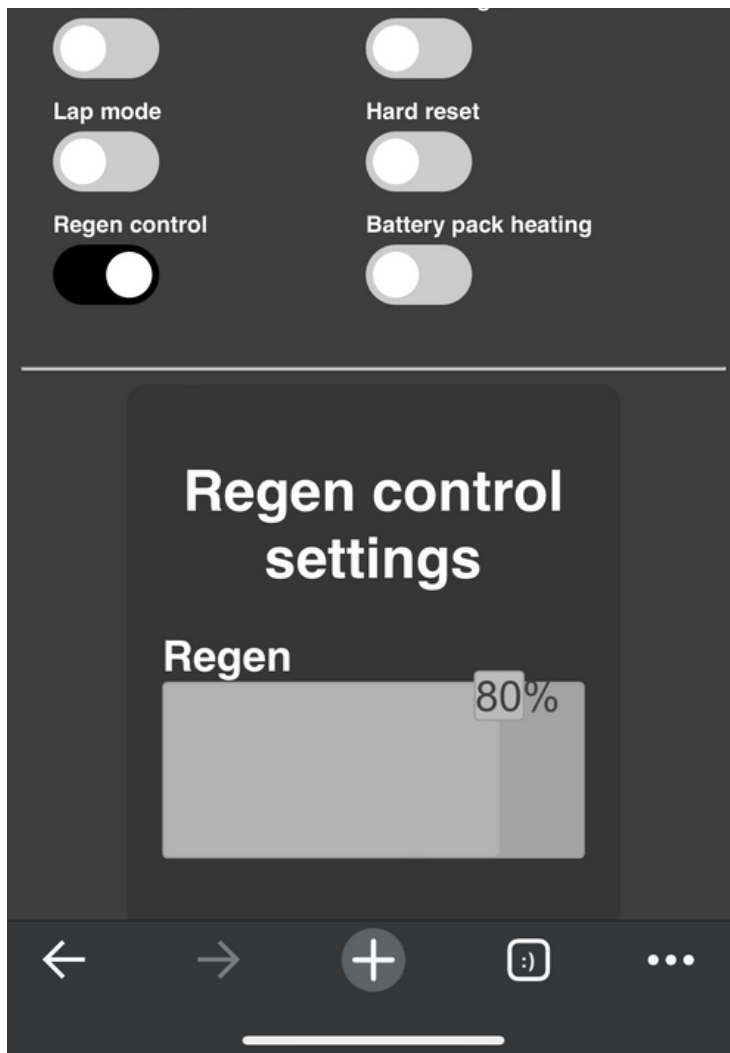 Lap mode
Hard reset
Regen control
Battery pack heating
Regen control
settings
Regen
80%
:)